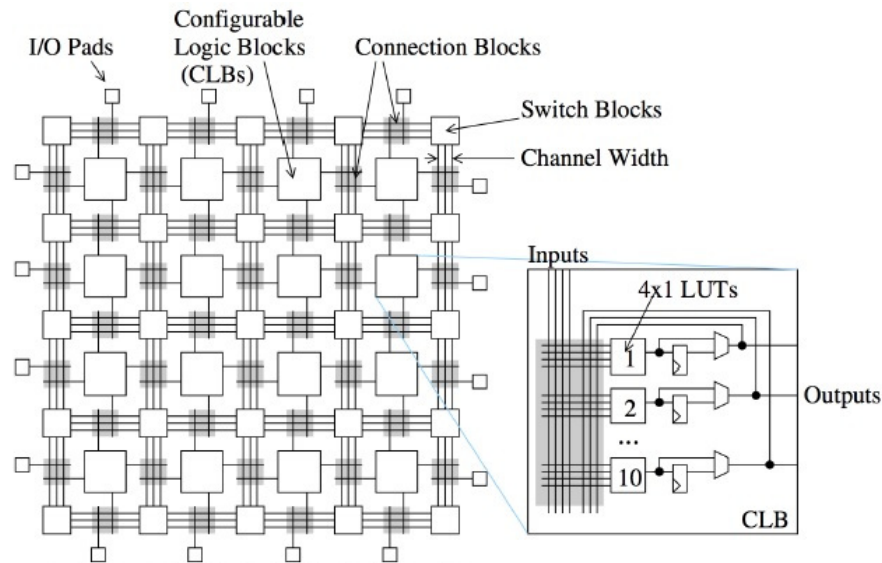 Configurable
Logic Blocks
(CLBs)
I/O Pads
Connection Blocks
Switch Blocks
Channel Width
Inputs
4x1 LUTs
1
2
...
10
Outputs
CLB